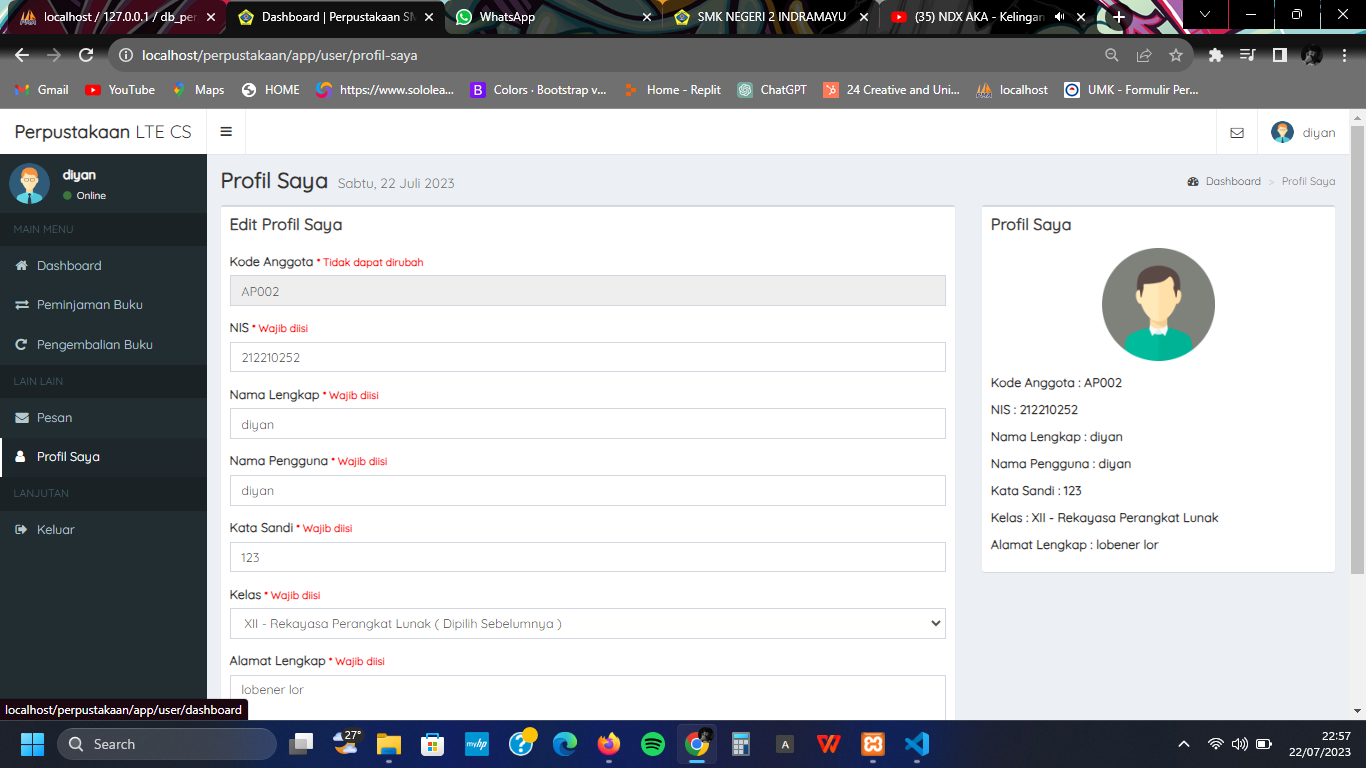 localhost / 127.0.0.1 / db_per
Dashboard | Perpustakaan SM
WhatsApp
SMK NEGERI 2 INDRAMAYU
(35) NDX AKA - Kelingan
localhost/perpustakaan/app/user/profil-saya
Gmail
YouTube
Maps
HOME
https://www.sololea...
Colors · Bootstrap v...
Home - Replit
ChatGPT
24 Creative and Uni...
localhost
UMK - Formulir Per...
Perpustakaan LTE CS
diyan
diyan
Online
MAIN MENU
Dashboard
Peminjaman Buku
Pengembalian Buku
LAIN LAIN
Pesan
Profil Saya
LANJUTAN
Keluar
Profil Saya Sabtu, 22 Juli 2023
Dashboard > Profil Saya
Edit Profil Saya
Kode Anggota * Tidak dapat dirubah
AP002
NIS * Wajib diisi
212210252
Nama Lengkap * Wajib diisi
diyan
Nama Pengguna * Wajib diisi
diyan
Kata Sandi * Wajib diisi
123
Kelas * Wajib diisi
XII - Rekayasa Perangkat Lunak ( Dipilih Sebelumnya )
Alamat Lengkap * Wajib diisi
lobener lor
Profil Saya
Kode Anggota : AP002
NIS : 212210252
Nama Lengkap : diyan
Nama Pengguna : diyan
Kata Sandi : 123
Kelas : XII - Rekayasa Perangkat Lunak
Alamat Lengkap : lobener lor
localhost/perpustakaan/app/user/dashboard
Search
27°
myhp
22:57
22/07/2023